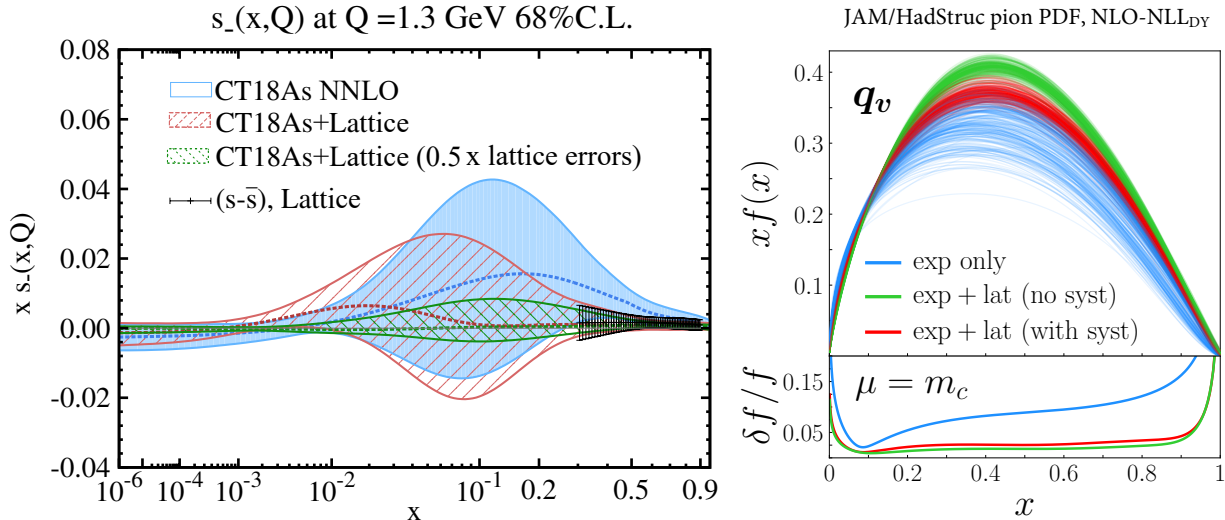 s_(x,Q) at Q =1.3 GeV 68%C.L.
0.08
0.06
0.04
0.02
0.00
-0.02
-0.04
x s_(x,Q)
CT18As NNLO
CT18As+Lattice
CT18As+Lattice (0.5 x lattice errors)
(s-s̅), Lattice
10⁻⁶ 10⁻⁴ 10⁻³ 10⁻² 10⁻¹ 0.2 0.5 0.9
x
JAM/HadStruc pion PDF, NLO-NLL_DY
0.4
0.3
0.2
0.1
x f(x)
q_v
exp only
exp + lat (no syst)
exp + lat (with syst)
0.15
0.05
δf/f
μ = m_c
0 0.2 0.4 0.6 0.8 1
x